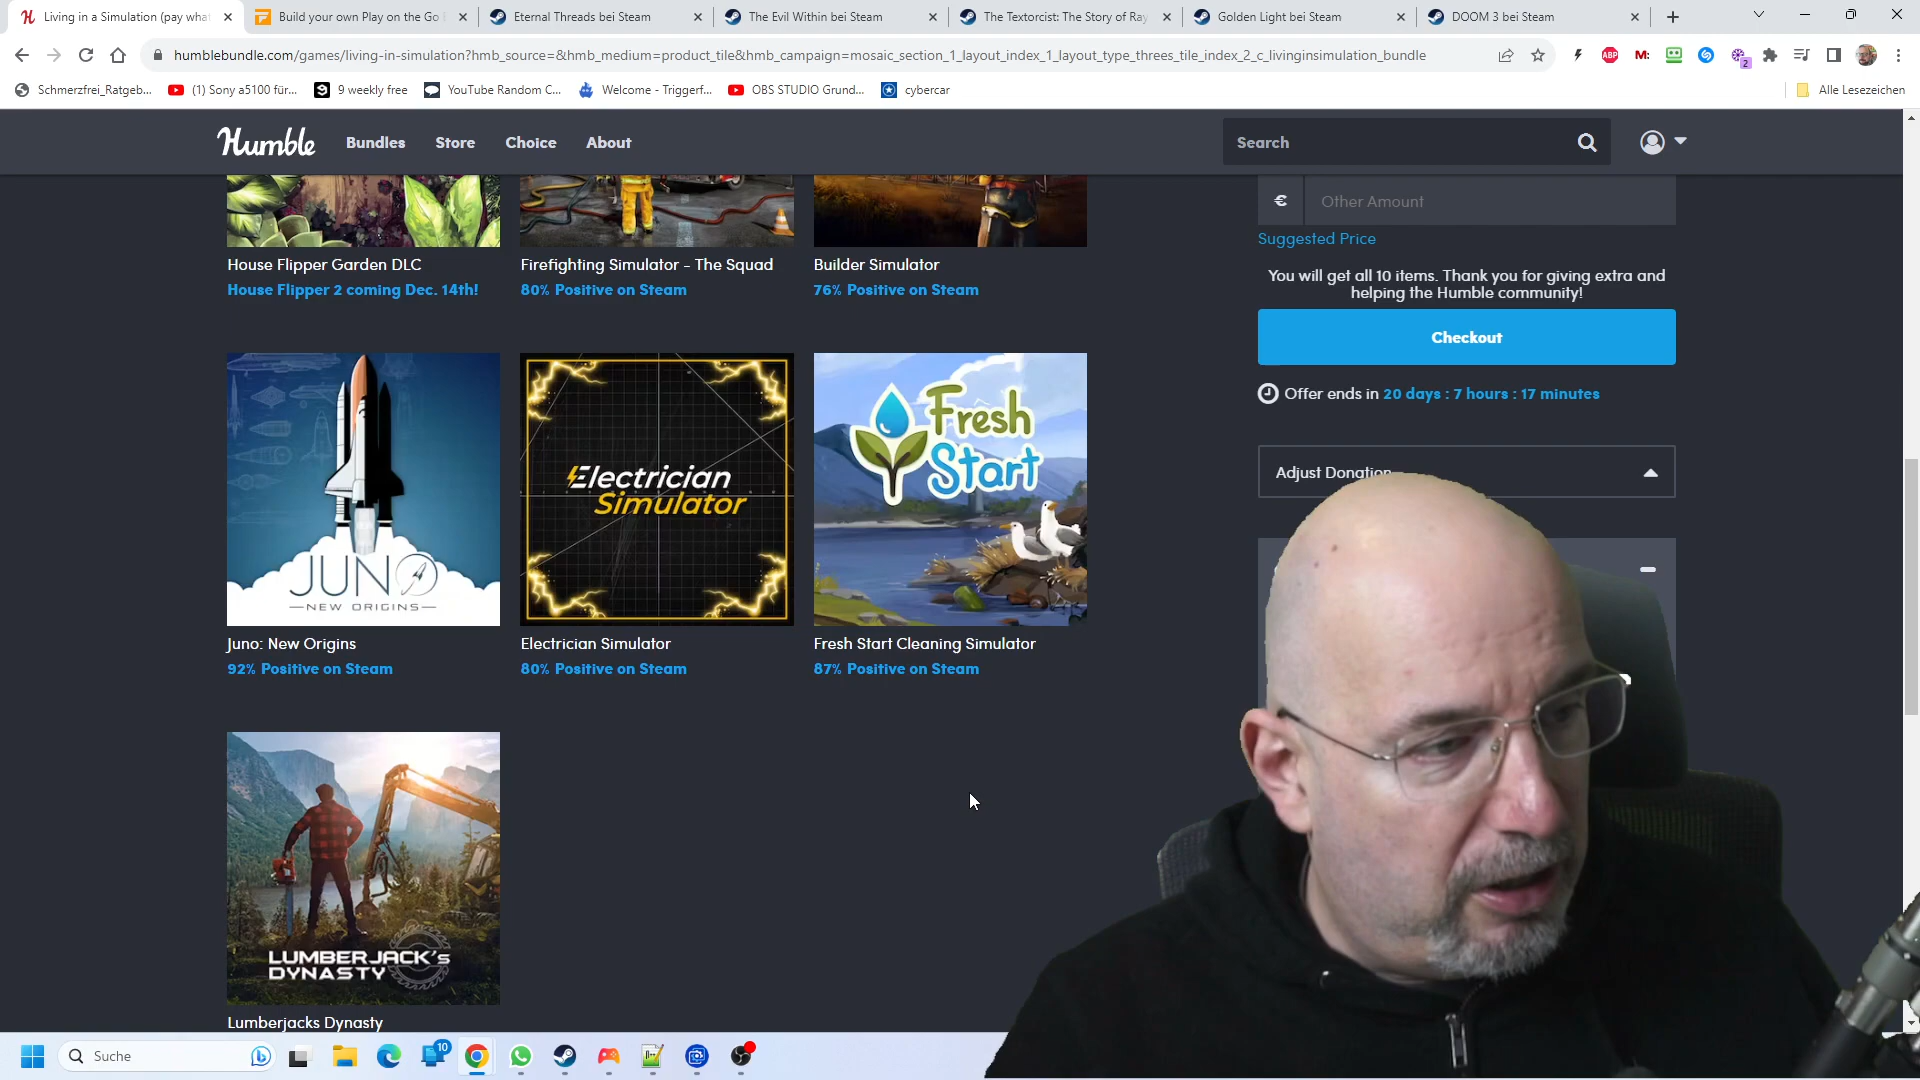 Living in a Simulation (pay wha
Build your own Play on the Go
Eternal Threads bei Steam
The Evil Within bei Steam
The Textorcist: The Story of Ray
Golden Light bei Steam
DOOM 3 bei Steam
humblebundle.com/games/living-in-simulation?hmb_source=&hmb_medium=product_tile&hmb_campaign=mosaic_section_1_layout_index_1_layout_type_threes_tile_index_2_c_livinginsimulation_bundle
ABP
M:
2
Schmerzfrei_Ratgeb...
(1) Sony a5100 für...
9 weekly free
YouTube Random C...
Welcome - Triggerf...
OBS STUDIO Grund...
cybercar
Alle Lesezeichen
Humble
Bundles
Store
Choice
About
Search
€
Other Amount
Suggested Price
You will get all 10 items. Thank you for giving extra and
helping the Humble community!
Checkout
Offer ends in 20 days : 7 hours : 17 minutes
Adjust Donation
House Flipper Garden DLC
House Flipper 2 coming Dec. 14th!
Firefighting Simulator - The Squad
80% Positive on Steam
Builder Simulator
76% Positive on Steam
JUNO
NEW ORIGINS
Juno: New Origins
92% Positive on Steam
Electrician
Simulator
Electrician Simulator
80% Positive on Steam
Fresh
Start
Fresh Start Cleaning Simulator
87% Positive on Steam
LUMBERJACK'S
DYNASTY
Lumberjacks Dynasty
Suche
10